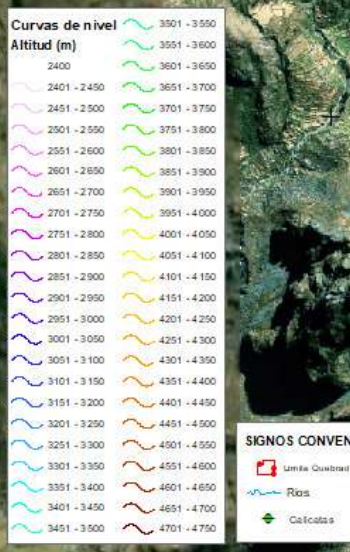 Curvas de nivel
Altitud (m)
2400
2401 - 2450
2451 - 2500
2501 - 2550
2551 - 2600
2601 - 2650
2651 - 2700
2701 - 2750
2751 - 2800
2801 - 2850
2851 - 2900
2901 - 2950
2951 - 3000
3001 - 3050
3051 - 3100
3101 - 3150
3151 - 3200
3201 - 3250
3251 - 3300
3301 - 3350
3351 - 3400
3401 - 3450
3451 - 3500
3501 - 3550
3551 - 3600
3601 - 3650
3651 - 3700
3701 - 3750
3751 - 3800
3801 - 3850
3851 - 3900
3901 - 3950
3951 - 4000
4001 - 4050
4051 - 4100
4101 - 4150
4151 - 4200
4201 - 4250
4251 - 4300
4301 - 4350
4351 - 4400
4401 - 4450
4451 - 4500
4501 - 4550
4551 - 4600
4601 - 4650
4651 - 4700
4701 - 4750
SIGNOS CONVEN
Limite Quebrad
Rios
Calicatas